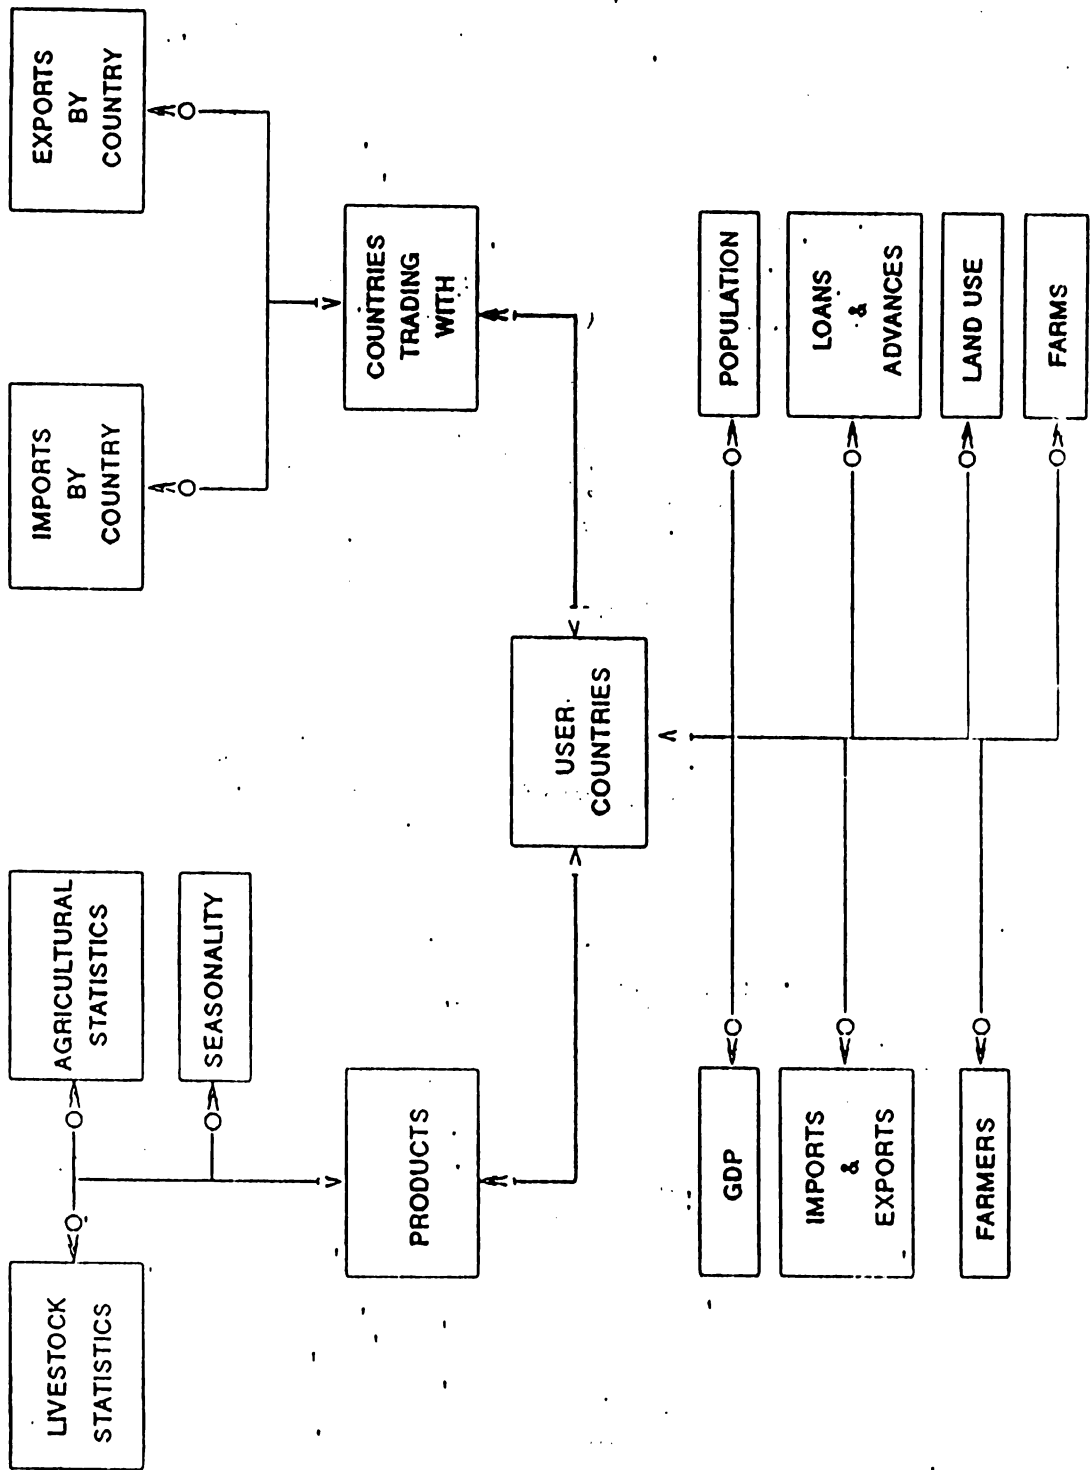 LIVESTOCK
STATISTICS
AGRICULTURAL
STATISTICS
IMPORTS
BY
COUNTRY
EXPORTS
BY
COUNTRY
SEASONALITY
PRODUCTS
COUNTRIES
TRADING
WITH
USER
COUNTRIES
GDP
POPULATION
IMPORTS
&
EXPORTS
LOANS
&
ADVANCES
FARMERS
LAND USE
FARMS